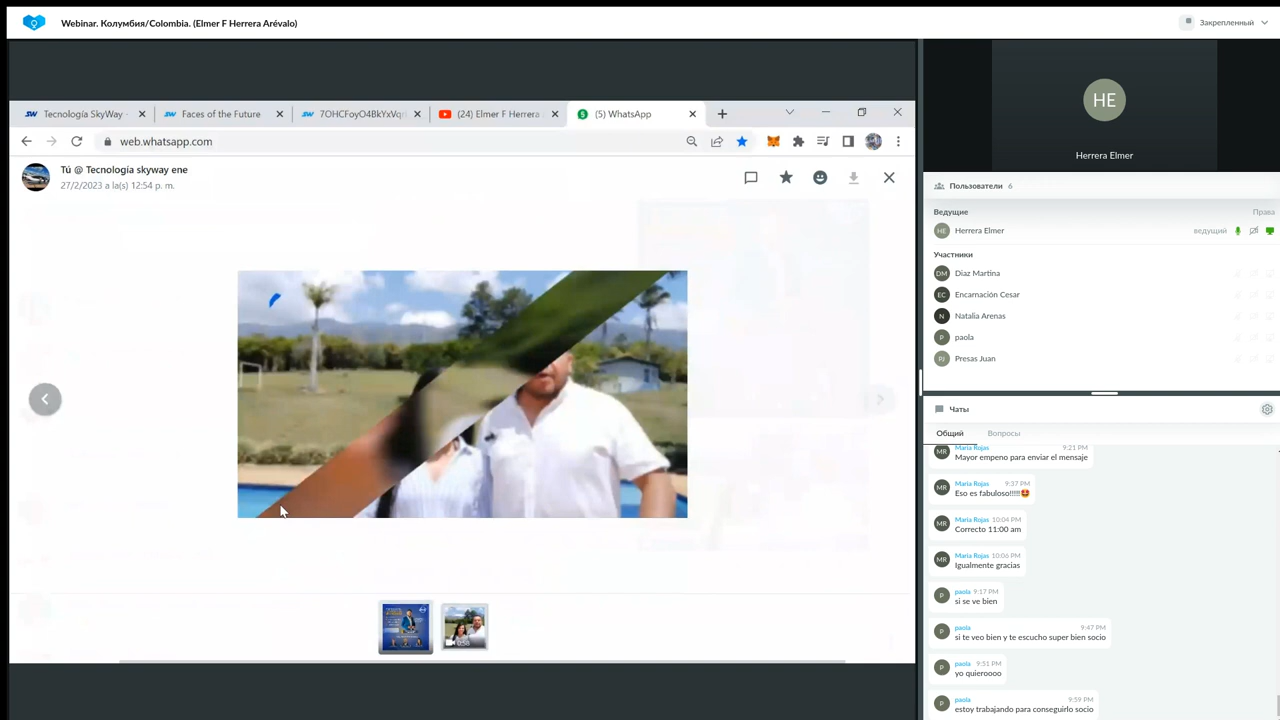 Webinar. Колумбия/Colombia. (Elmer F Herrera Arévalo)
Закрепленный
Tecnología SkyWay -
Faces of the Future
7OHCFoyO4BkYxVqı
(24) Elmer F Herrera
(5) WhatsApp
web.whatsapp.com
Tú @ Tecnología skyway ene
27/2/2023 a la(s) 12:54 p. m.
0:58
HE
Herrera Elmer
Пользователи 6
Ведущие
Права
HE Herrera Elmer
ведущий
Участники
DM Diaz Martina
EC Encarnación Cesar
N Natalia Arenas
P paola
PJ Presas Juan
Чаты
Общий
Вопросы
MR Maria Rojas 9:21 PM
Mayor empeno para enviar el mensaje
MR Maria Rojas 9:37 PM
Eso es fabuloso!!!!!🤩
MR Maria Rojas 10:04 PM
Correcto 11:00 am
MR Maria Rojas 10:06 PM
Igualmente gracias
P paola 9:17 PM
si se ve bien
P paola 9:47 PM
si te veo bien y te escucho super bien socio
P paola 9:51 PM
yo quieroooo
P paola 9:59 PM
estoy trabajando para conseguirlo socio